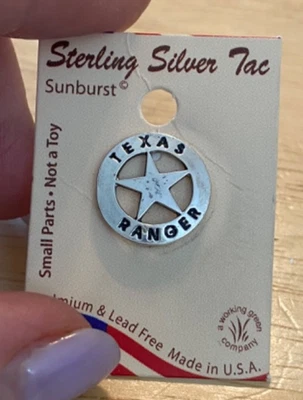 Sterling Silver Tac
Sunburst©
TEXAS
RANGER
Small Parts • Not a Toy
& Lead Free
Made in U.S.A.
a working green
company